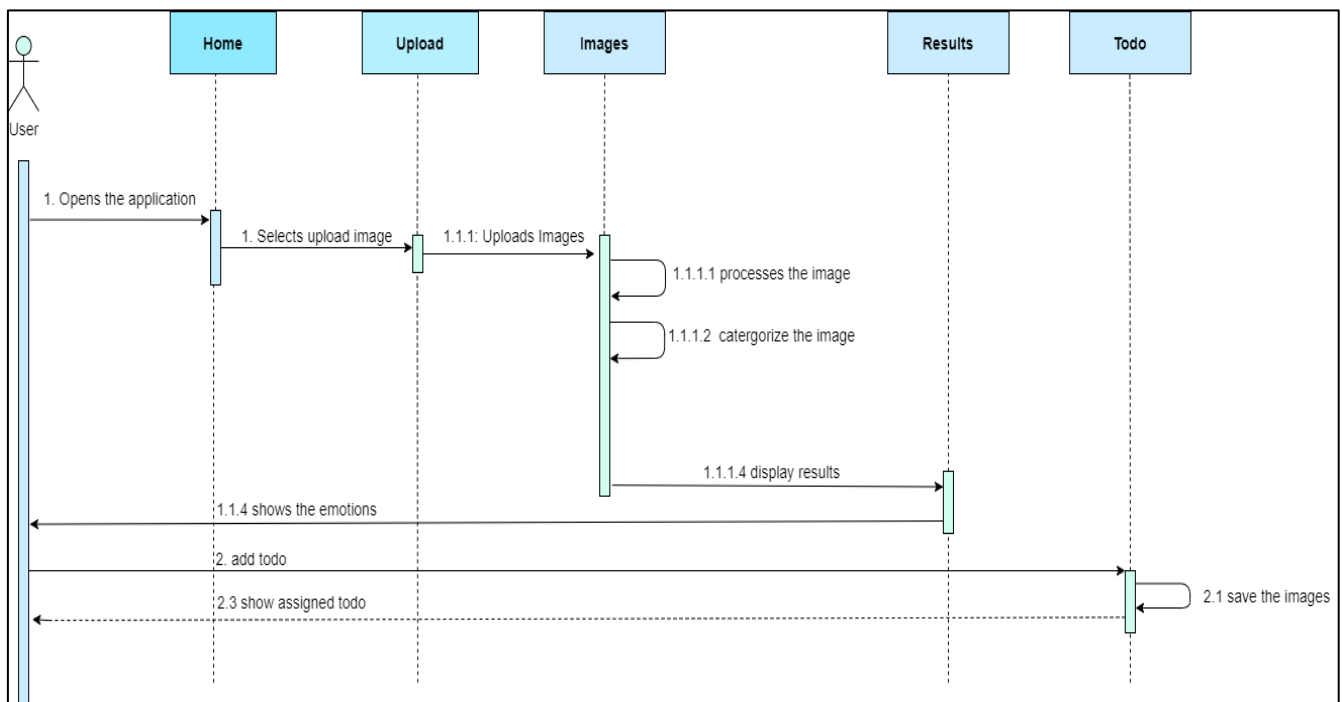 Home
Upload
Images
Results
Todo
User
1. Opens the application
1. Selects upload image
1.1.1: Uploads Images
1.1.1.1 processes the image
1.1.1.2 catergorize the image
1.1.1.4 display results
1.1.4 shows the emotions
2. add todo
2.1 save the images
2.3 show assigned todo